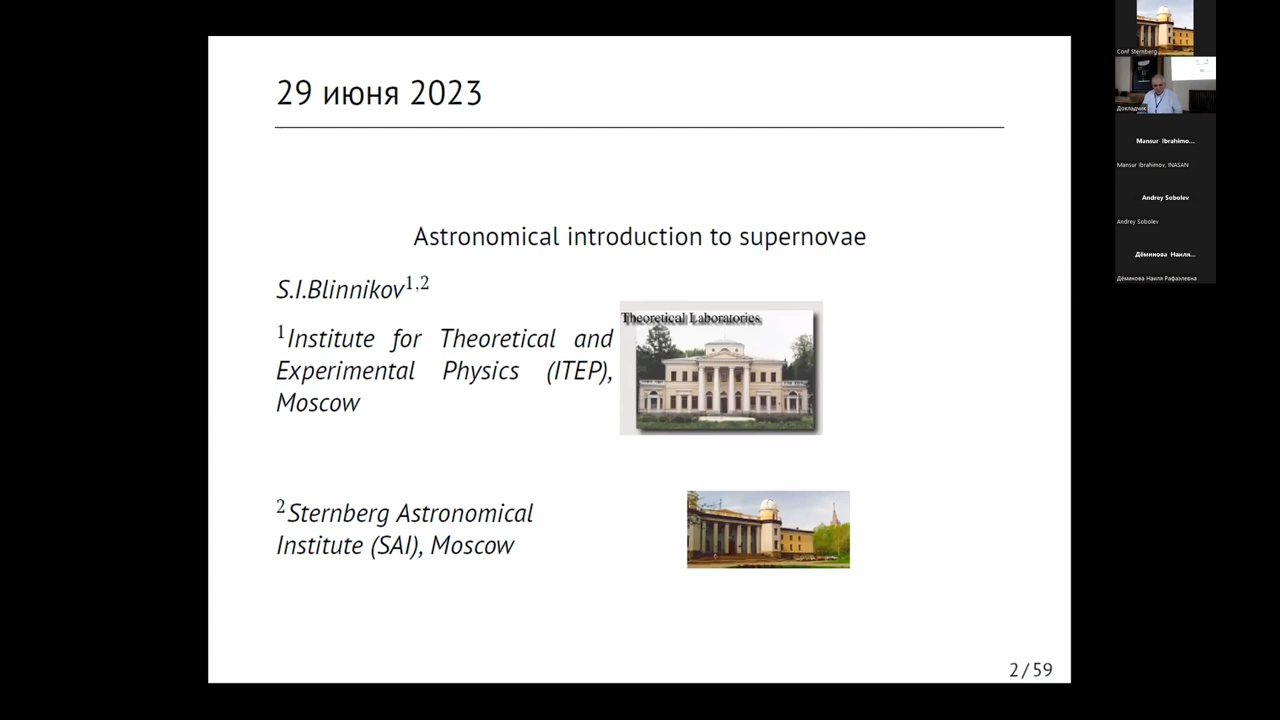 29 июня 2023
Astronomical introduction to supernovae
S.I.Blinnikov1,2
1Institute for Theoretical and
Experimental Physics (ITEP),
Moscow
Theoretical Laboratories
2Sternberg Astronomical
Institute (SAI), Moscow
2 / 59
Conf Sternberg
Докладчик
Mansur Ibrahimo...
Mansur Ibrahimov, INASAN
Andrey Sobolev
Andrey Sobolev
Дёминова Наиля...
Дёминова Наиля Рафаэлевна